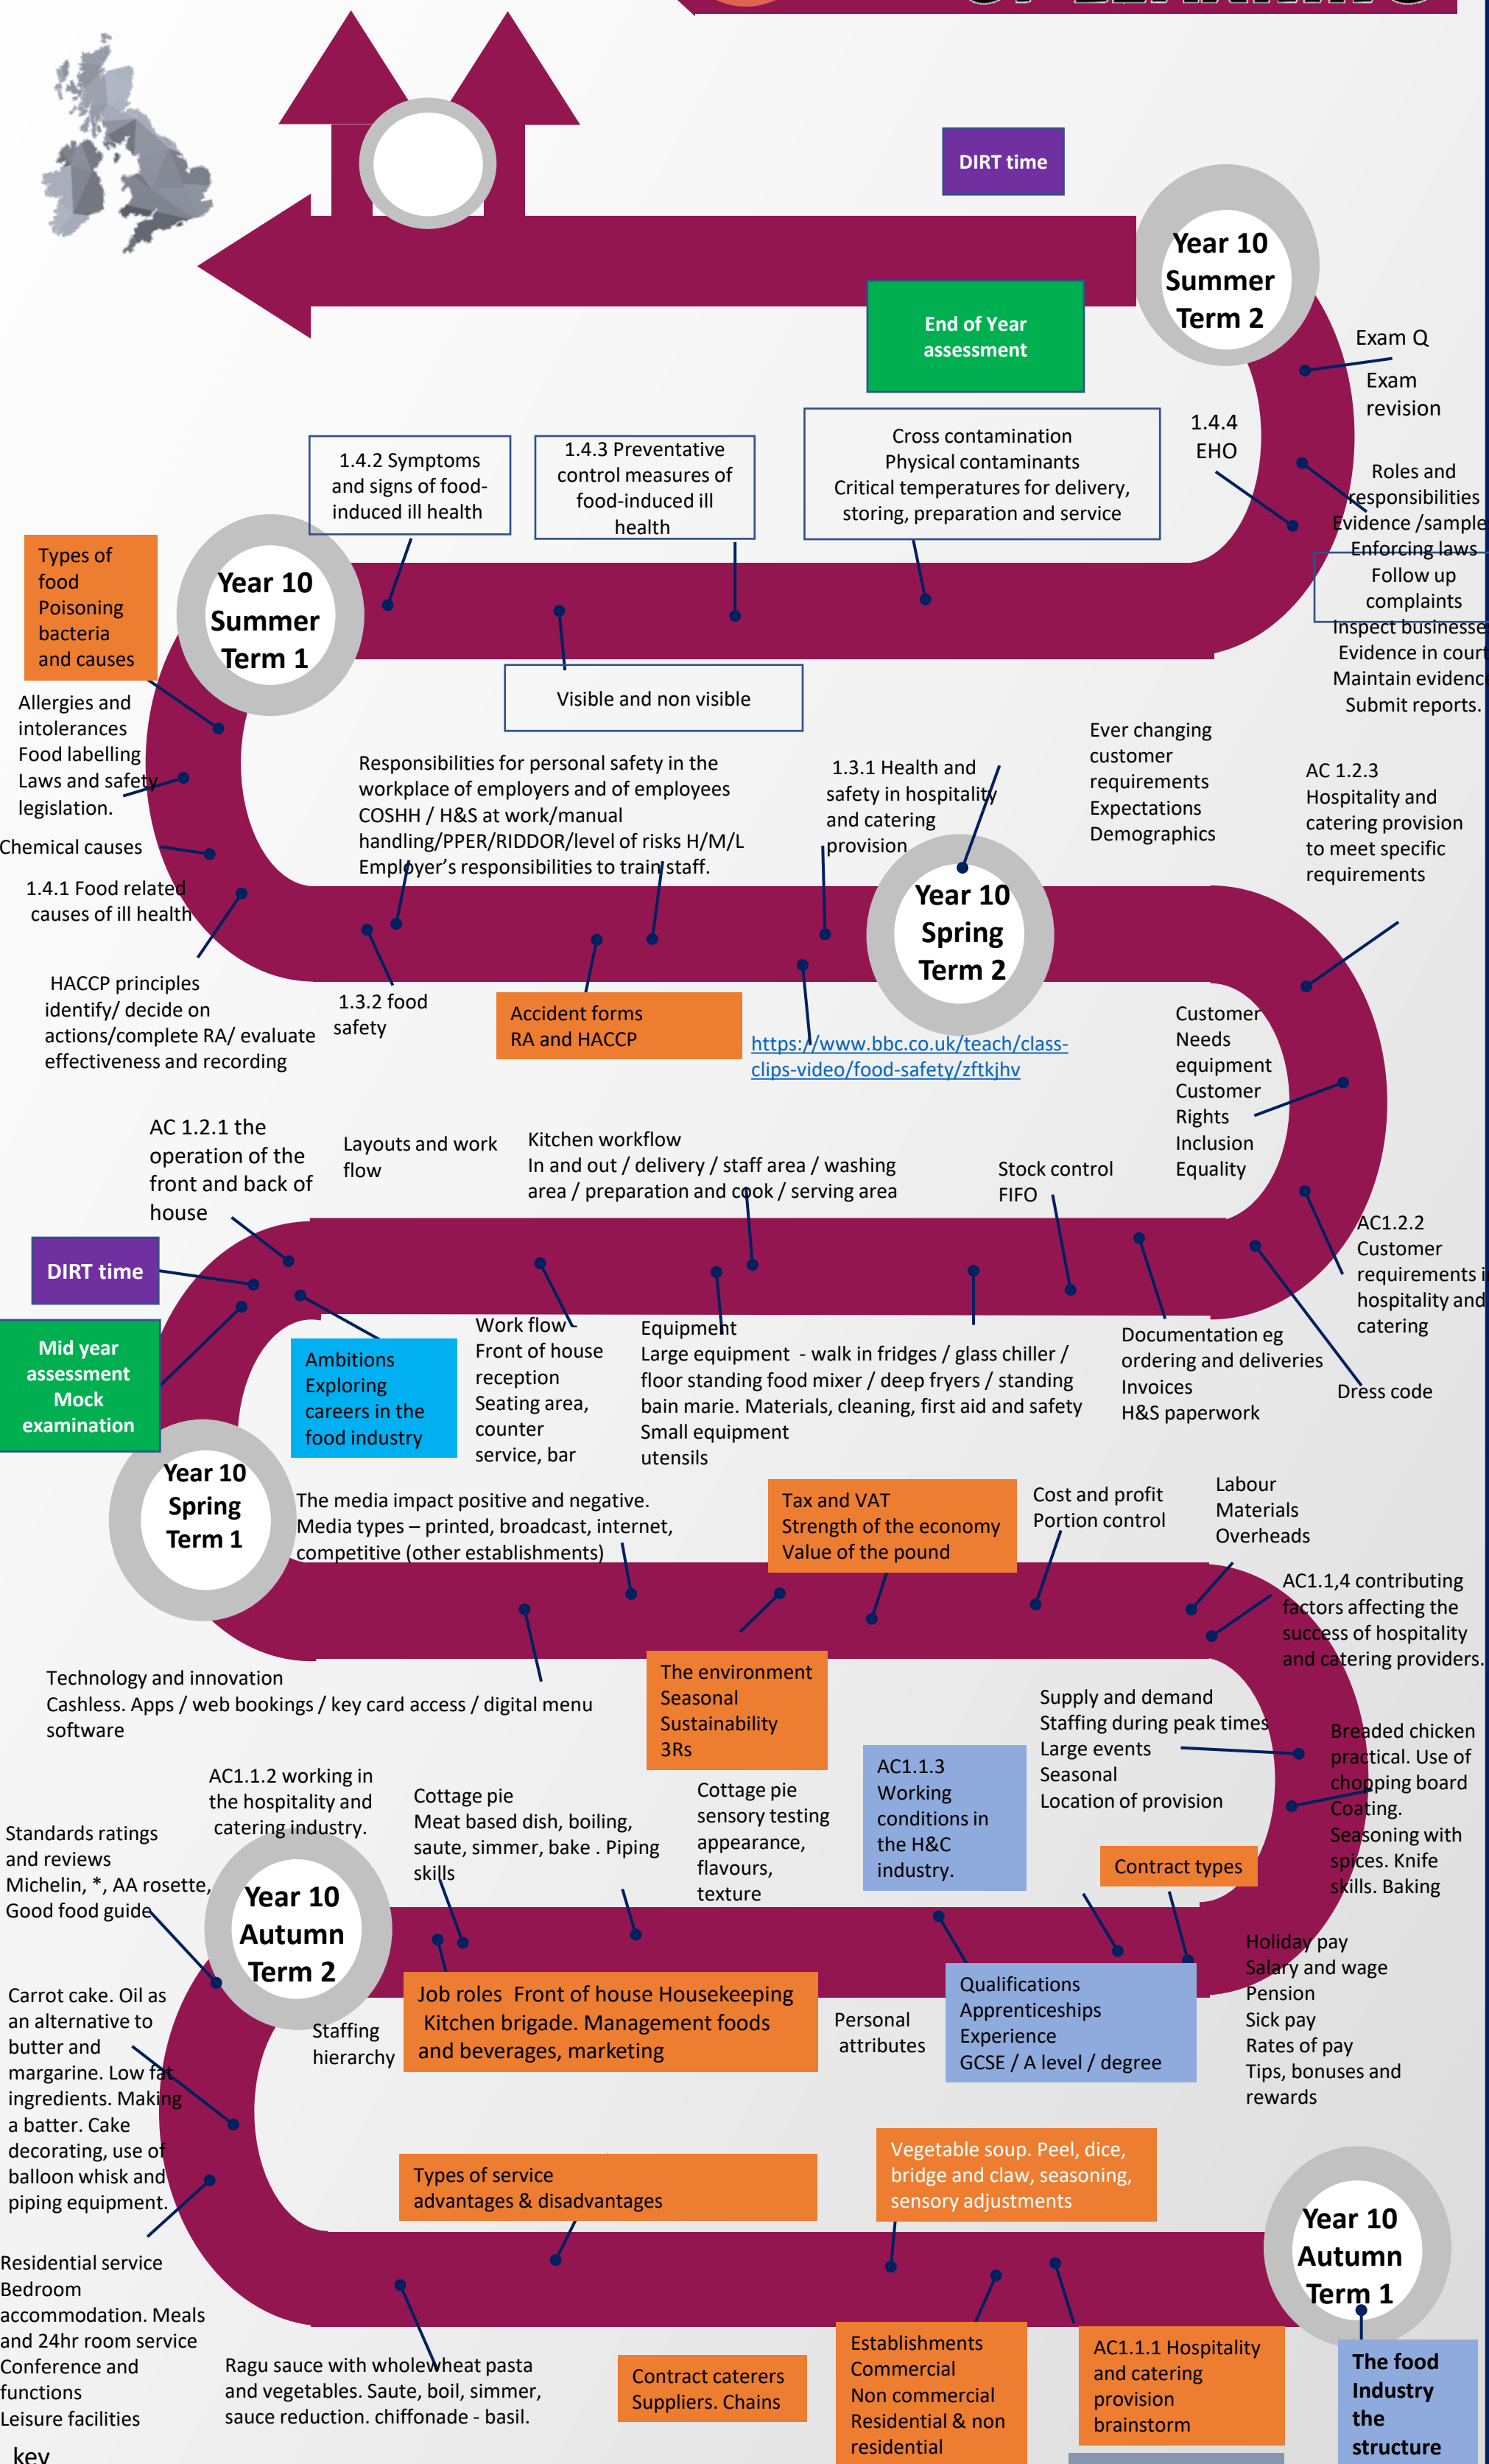 OF LEARNING
DIRT time
Year 10
Summer
Term 2
End of Year
assessment
Exam Q
Exam
revision
1.4.4
EHO
Roles and
responsibilities
Evidence /sample
Enforcing laws
Follow up
complaints
Inspect businesse
Evidence in court
Maintain evidence
Submit reports.
Cross contamination
Physical contaminants
Critical temperatures for delivery,
storing, preparation and service
1.4.3 Preventative
control measures of
food-induced ill
health
1.4.2 Symptoms
and signs of food-
induced ill health
Visible and non visible
Year 10
Summer
Term 1
Types of
food
Poisoning
bacteria
and causes
Allergies and
intolerances
Food labelling
Laws and safety
legislation.
Chemical causes
1.4.1 Food related
causes of ill health
HACCP principles
identify/ decide on
actions/complete RA/ evaluate
effectiveness and recording
Responsibilities for personal safety in the
workplace of employers and of employees
COSHH / H&S at work/manual
handling/PPER/RIDDOR/level of risks H/M/L
Employer's responsibilities to train staff.
1.3.2 food
safety
Accident forms
RA and HACCP
1.3.1 Health and
safety in hospitality
and catering
provision
https://www.bbc.co.uk/teach/class-
clips-video/food-safety/zftkjhv
Year 10
Spring
Term 2
Ever changing
customer
requirements
Expectations
Demographics
AC 1.2.3
Hospitality and
catering provision
to meet specific
requirements
Customer
Needs
equipment
Customer
Rights
Inclusion
Equality
AC1.2.2
Customer
requirements i
hospitality and
catering
Dress code
AC 1.2.1 the
operation of the
front and back of
house
Layouts and work
flow
Kitchen workflow
In and out / delivery / staff area / washing
area / preparation and cook / serving area
Stock control
FIFO
DIRT time
Mid year
assessment
Mock
examination
Ambitions
Exploring
careers in the
food industry
Work flow -
Front of house
reception
Seating area,
counter
service, bar
Equipment
Large equipment - walk in fridges / glass chiller /
floor standing food mixer / deep fryers / standing
bain marie. Materials, cleaning, first aid and safety
Small equipment
utensils
Documentation eg
ordering and deliveries
Invoices
H&S paperwork
Year 10
Spring
Term 1
The media impact positive and negative.
Media types – printed, broadcast, internet,
competitive (other establishments)
Tax and VAT
Strength of the economy
Value of the pound
Cost and profit
Portion control
Labour
Materials
Overheads
AC1.1,4 contributing
factors affecting the
success of hospitality
and catering providers.
Technology and innovation
Cashless. Apps / web bookings / key card access / digital menu
software
The environment
Seasonal
Sustainability
3Rs
Supply and demand
Staffing during peak times
Large events
Seasonal
Location of provision
Breaded chicken
practical. Use of
chopping board
Coating.
Seasoning with
spices. Knife
skills. Baking
AC1.1.2 working in
the hospitality and
catering industry.
Cottage pie
Meat based dish, boiling,
saute, simmer, bake . Piping
skills
Cottage pie
sensory testing
appearance,
flavours,
texture
AC1.1.3
Working
conditions in
the H&C
industry.
Contract types
Standards ratings
and reviews
Michelin, *, AA rosette,
Good food guide
Year 10
Autumn
Term 2
Staffing
hierarchy
Job roles Front of house Housekeeping
Kitchen brigade. Management foods
and beverages, marketing
Personal
attributes
Qualifications
Apprenticeships
Experience
GCSE / A level / degree
Holiday pay
Salary and wage
Pension
Sick pay
Rates of pay
Tips, bonuses and
rewards
Carrot cake. Oil as
an alternative to
butter and
margarine. Low fat
ingredients. Making
a batter. Cake
decorating, use of
balloon whisk and
piping equipment.
Types of service
advantages & disadvantages
Vegetable soup. Peel, dice,
bridge and claw, seasoning,
sensory adjustments
Year 10
Autumn
Term 1
Residential service
Bedroom
accommodation. Meals
and 24hr room service
Conference and
functions
Leisure facilities
Ragu sauce with wholewheat pasta
and vegetables. Saute, boil, simmer,
sauce reduction. chiffonade - basil.
Contract caterers
Suppliers. Chains
Establishments
Commercial
Non commercial
Residential & non
residential
AC1.1.1 Hospitality
and catering
provision
brainstorm
The food
Industry
the
structure
key